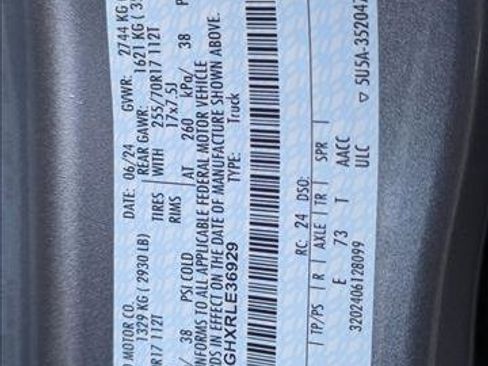 D MOTOR CO. DATE: 06/24 GVWR: 2744 KG
1329 KG ( 2930 LB) REAR GAWR: 1621 KG (
R17 112T TIRES WITH 255/70R17 112T
RIMS 17x7.5J
/ 38 PSI COLD AT 260 kPa/ 38 P
NFORMS TO ALL APPLICABLE FEDERAL MOTOR VEHICLE
DS IN EFFECT ON THE DATE OF MANUFACTURE SHOWN ABOVE.
GHXRLE36929 TYPE: Truck
RC: 24 DSO:
TP/PS | R | AXLE | TR | SPR |
E 73 T AACC
3202406128099 ULC
▽ 5U5A-35204